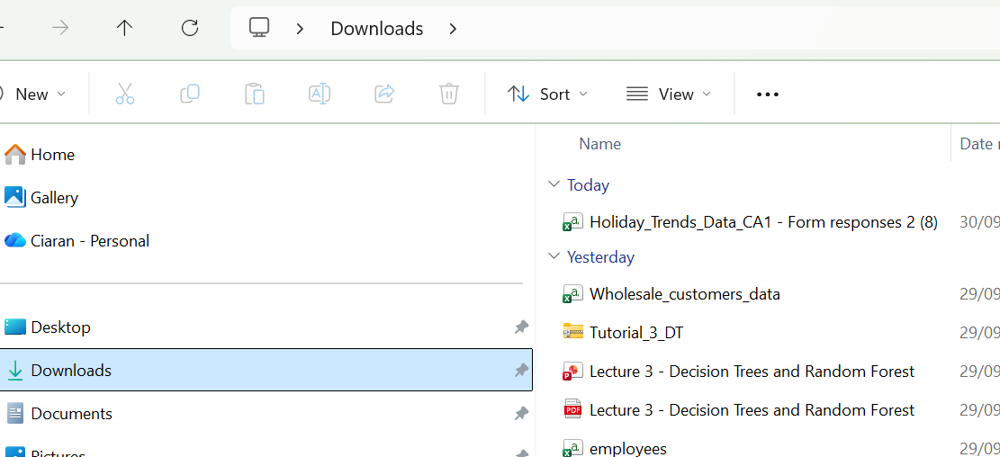 Downloads
New
Sort
View
Home
Gallery
Ciaran - Personal
Desktop
Downloads
Documents
Pictures
Name
Date
Today
Holiday_Trends_Data_CA1 - Form responses 2 (8)
30/09
Yesterday
Wholesale_customers_data
29/09
Tutorial_3_DT
29/09
Lecture 3 - Decision Trees and Random Forest
29/09
Lecture 3 - Decision Trees and Random Forest
29/09
employees
29/09